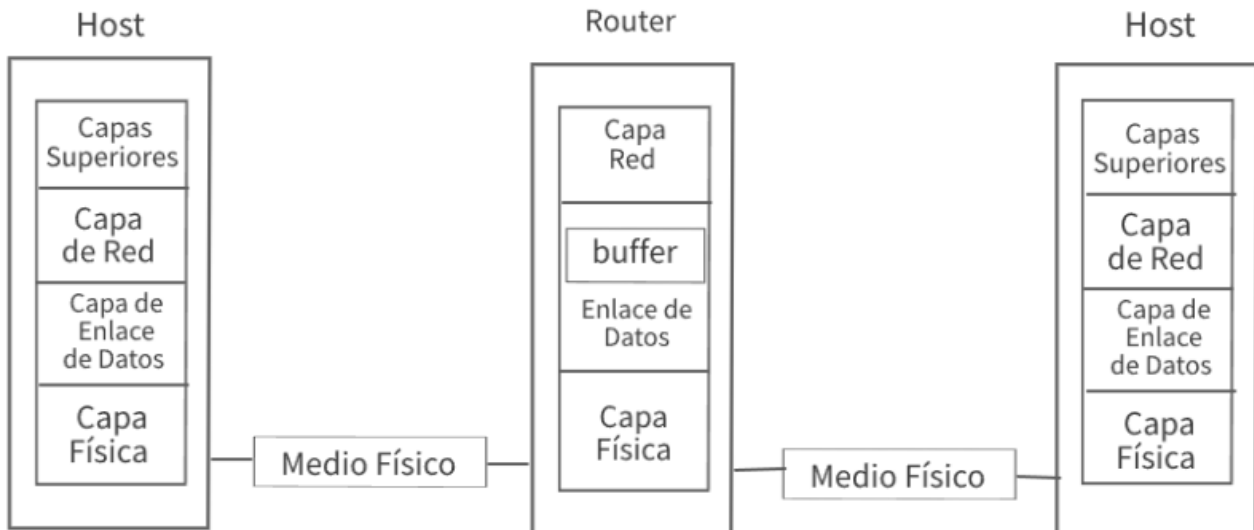 Host
Capas
Superiores
Capa
de Red
Capa de
Enlace
de Datos
Capa
Física
Medio Físico
Router
Capa
Red
buffer
Enlace de
Datos
Capa
Física
Medio Físico
Host
Capas
Superiores
Capa
de Red
Capa de
Enlace
de Datos
Capa
Física